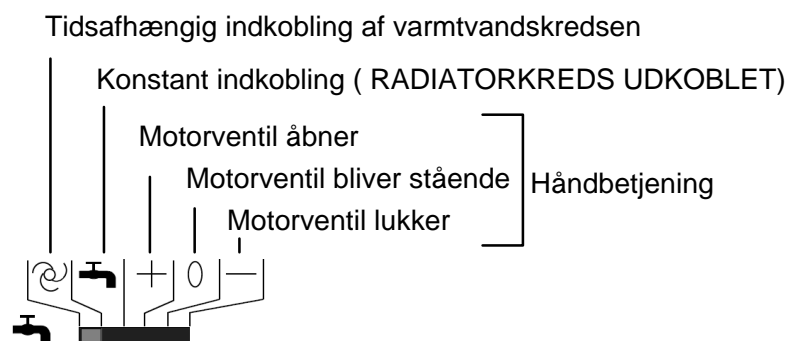 Tidsafhængig indkobling af varmtvandskredsen
Konstant indkobling ( RADIATORKREDS UDKOBLET)
Motorventil åbner
Motorventil bliver stående
Håndbetjening
Motorventil lukker
+ 0 —